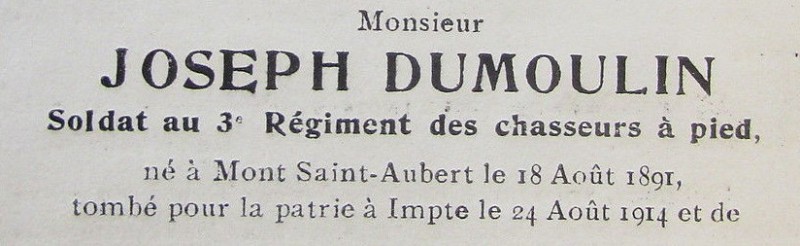 Monsieur
JOSEPH DUMOULIN
Soldat au 3e Régiment des chasseurs à pied,
né à Mont Saint-Aubert le 18 Août 1891,
tombé pour la patrie à Impte le 24 Août 1914 et de